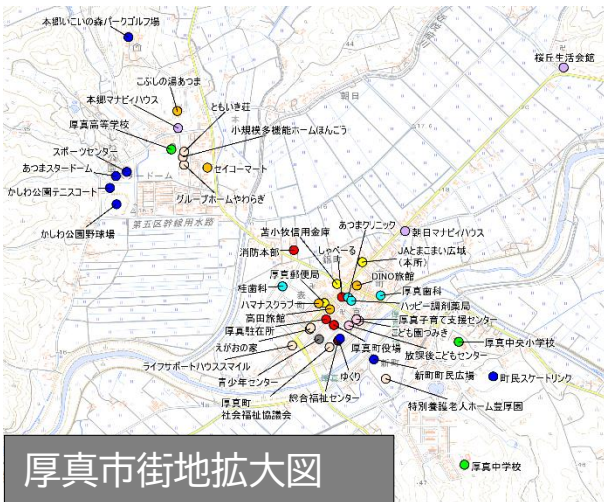 本郷いこいの森パークゴルフ場
桜丘生活会館
こぶしの湯あつま
本郷マナビィハウス
ともいき荘
朝日
厚真高等学校
小規模多機能ホームほんごう
スポーツセンター
あつまスタードーム
セイコーマート
かしわ公園テニスコート
グループホームやわらぎ
かしわ公園野球場
第五区幹線用水路
あつまクリニック
朝日マナビィハウス
苫小牧信用金庫
しゃべーる
消防本部
JAとまこまい広域
(本所)
厚真郵便局
DINO旅館
桂歯科
厚真歯科
ハマナスクラブ
ハッピー調剤薬局
高田旅館
厚真子育て支援センター
厚真駐在所
こども園つみき
厚真中央小学校
えがおの家
厚真町役場
放課後こどもセンター
ライフサポートハウススマイル
新町町民広場
町民スケートリンク
青少年センター
ゆくり
厚真町
社会福祉協議会
総合福祉センター
特別養護老人ホーム豊厚園
厚真中学校
厚真市街地拡大図